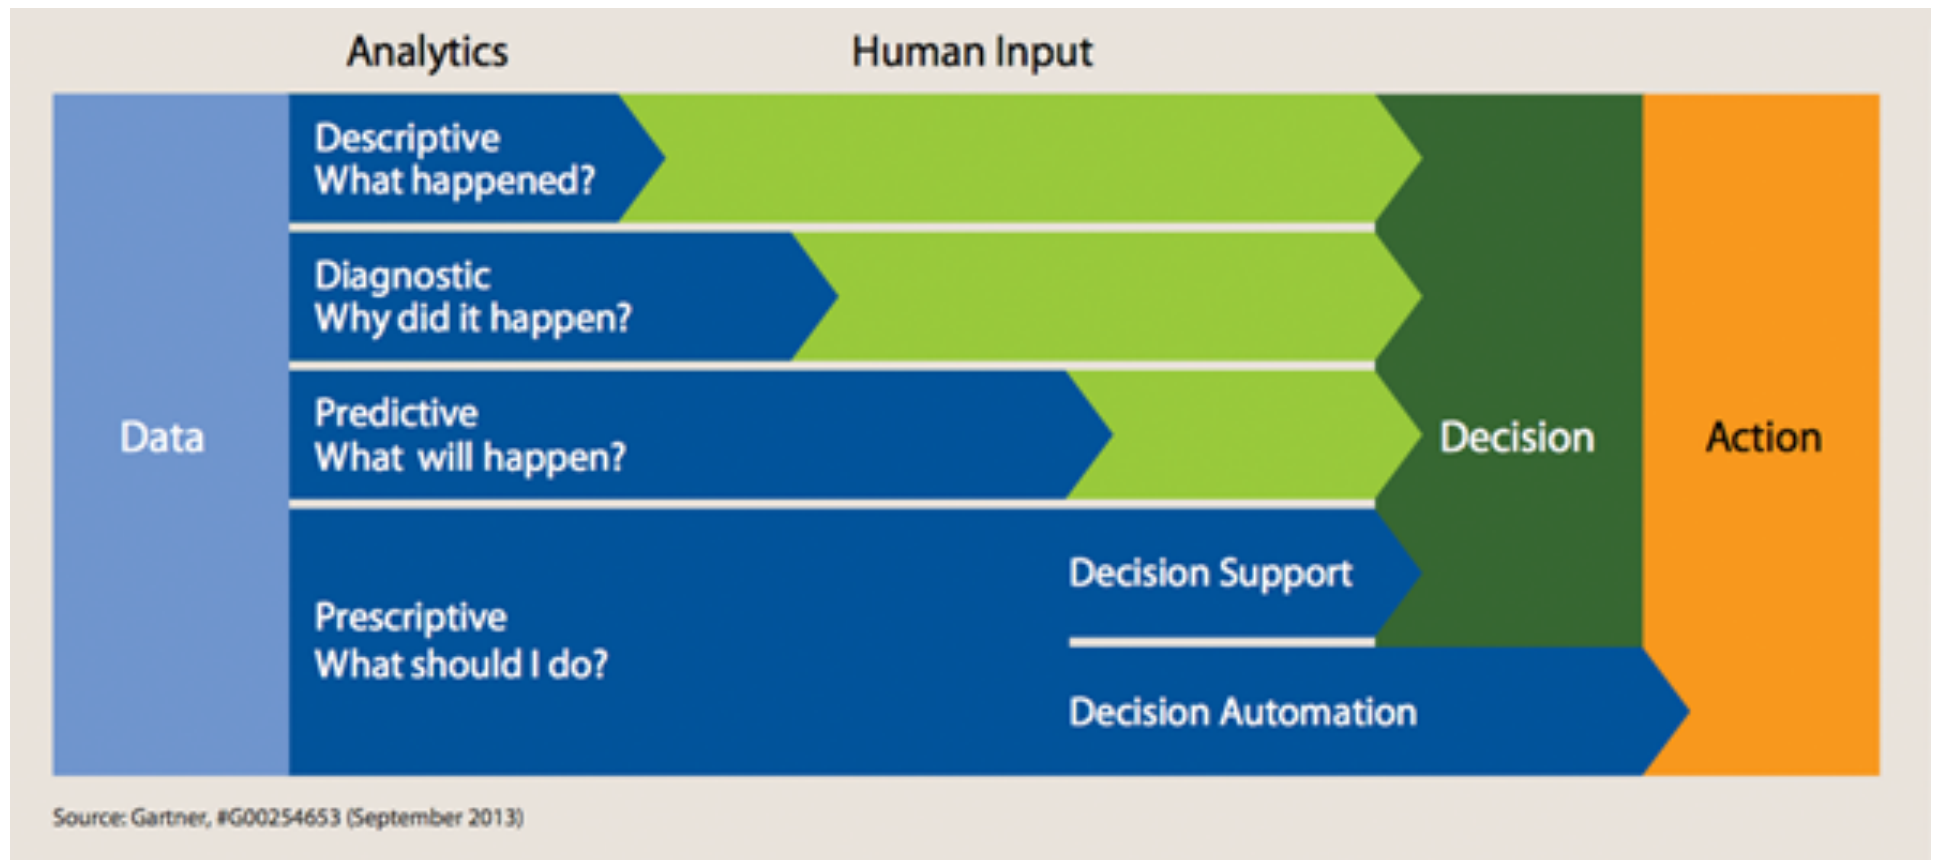 Analytics
Human Input
Data
Descriptive
What happened?
Diagnostic
Why did it happen?
Predictive
What will happen?
Prescriptive
What should I do?
Decision Support
Decision Automation
Decision
Action
Source: Gartner, #G00254653 (September 2013)